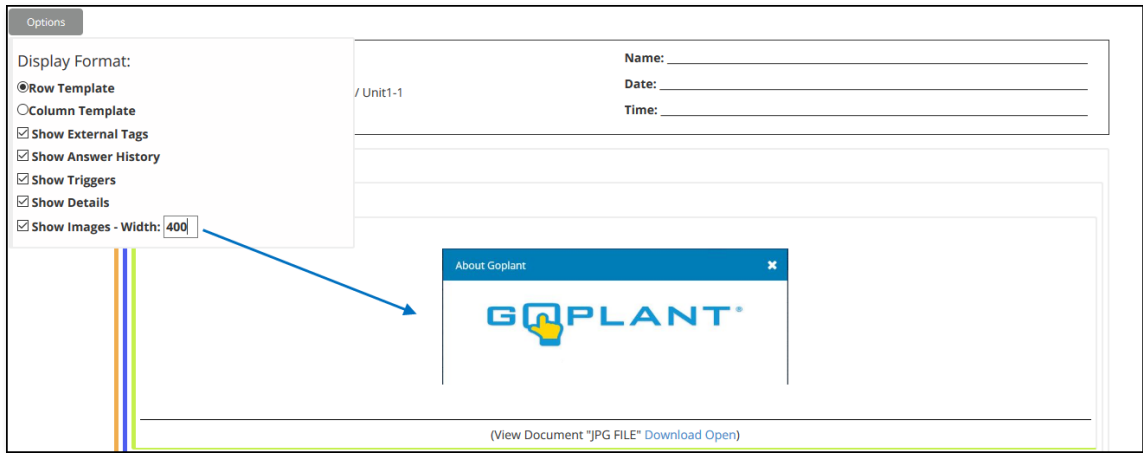 Options
Display Format:
Row Template
Column Template
Show External Tags
Show Answer History
Show Triggers
Show Details
Show Images - Width: 400
/ Unit1-1
Name:
Date:
Time:
About Goplant
GOPLANT®
(View Document "JPG FILE" Download Open)